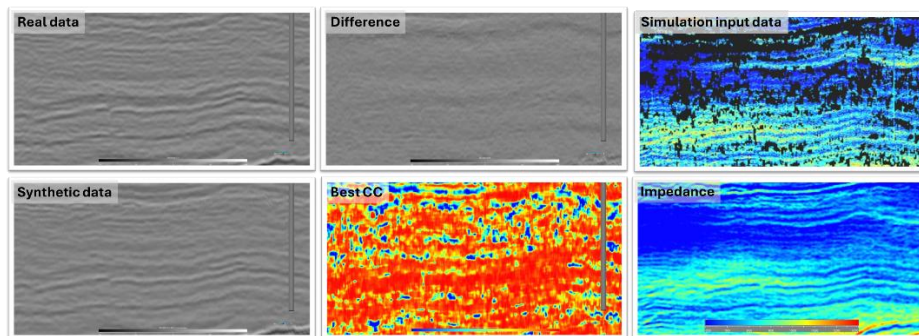 Real data
Difference
Simulation input data
Synthetic data
Best CC
Impedance